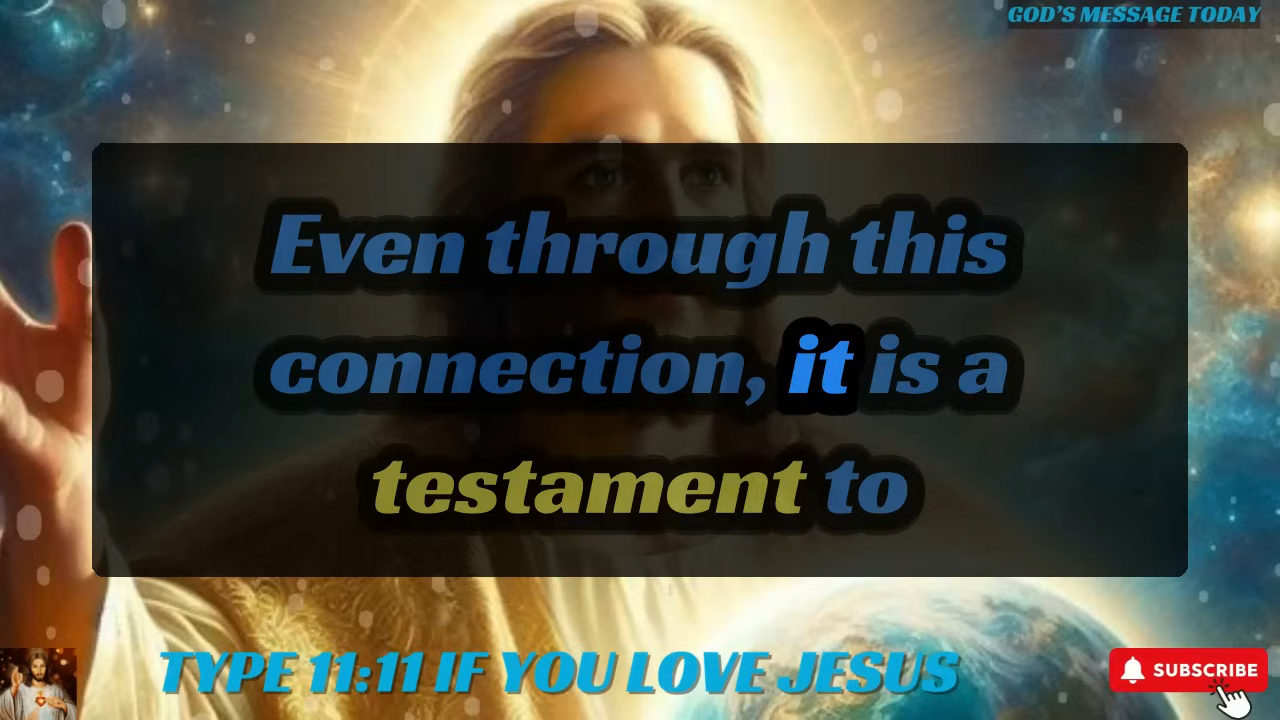 GOD'S MESSAGE TODAY
Even through this
connection, it is a
testament to
TYPE 11:11 IF YOU LOVE JESUS
SUBSCRIBE